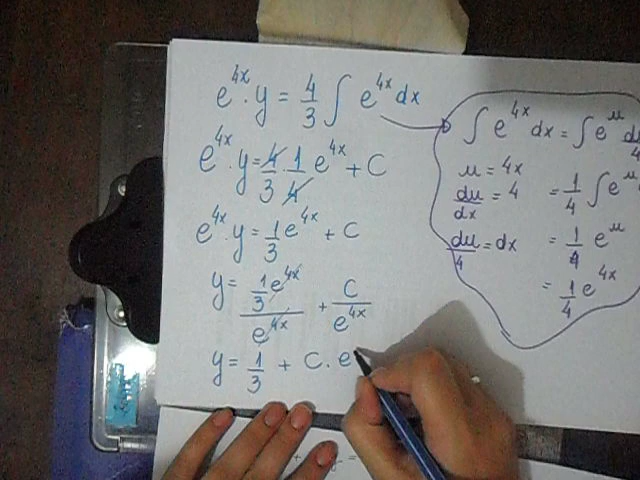 e^{4x} · y = 4/3 ∫ e^{4x} dx
e^{4x} · y = 4/3 · 1/4 e^{4x} + C
e^{4x} · y = 1/3 e^{4x} + C
y = (1/3 e^{4x})/e^{4x} + C/e^{4x}
y = 1/3 + C · e
∫ e^{4x} dx = ∫ e^u du/4
u = 4x
du/dx = 4 = 1/4 ∫ e^u
du/4 = dx = 1/4 e^u
= 1/4 e^{4x}